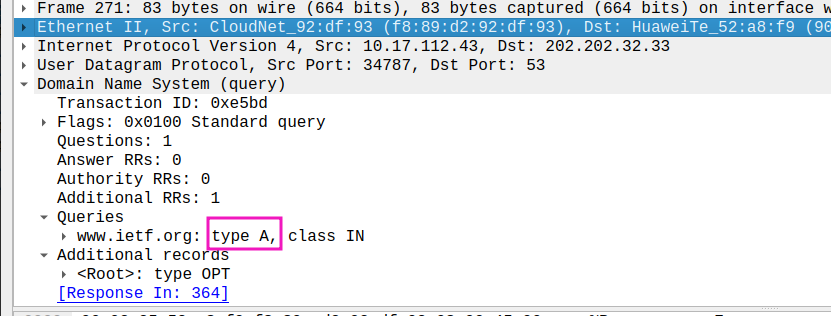 Frame 271: 83 bytes on wire (664 bits), 83 bytes captured (664 bits) on interface w
Ethernet II, Src: CloudNet_92:df:93 (f8:89:d2:92:df:93), Dst: HuaweiTe_52:a8:f9 (90
Internet Protocol Version 4, Src: 10.17.112.43, Dst: 202.202.32.33
User Datagram Protocol, Src Port: 34787, Dst Port: 53
Domain Name System (query)
Transaction ID: 0xe5bd
Flags: 0x0100 Standard query
Questions: 1
Answer RRs: 0
Authority RRs: 0
Additional RRs: 1
Queries
www.ietf.org: type A, class IN
Additional records
<Root>: type OPT
[Response In: 364]